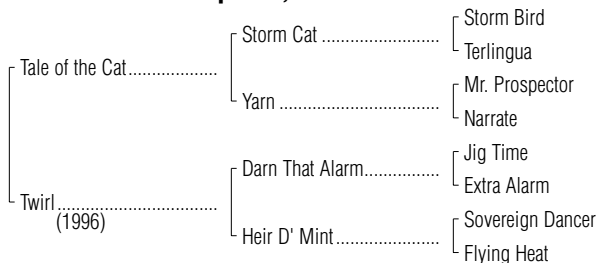 Storm Bird
Storm Cat ........................
Terlingua
Tale of the Cat...................
Mr. Prospector
Yarn ..................................
Narrate
Jig Time
Darn That Alarm................
Extra Alarm
Twirl..................................
(1996)
Sovereign Dancer
Heir D' Mint......................
Flying Heat